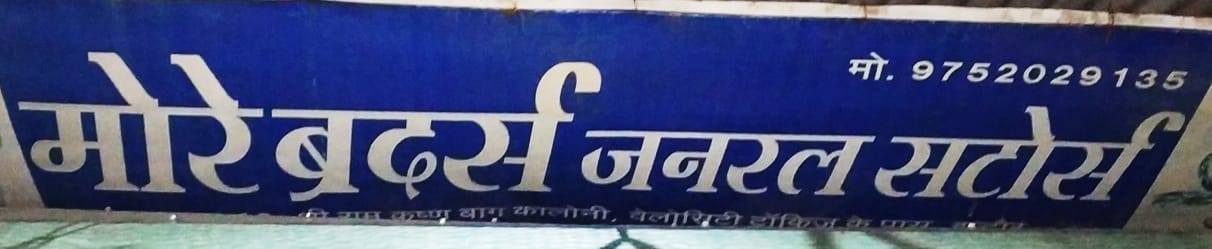 मो. 9752029135
मोरे ब्रदर्स जनरल सटोर्स
श्री राम कृष्ण बाग कालोनी, वेलोसिटी टॉकिज के पास,